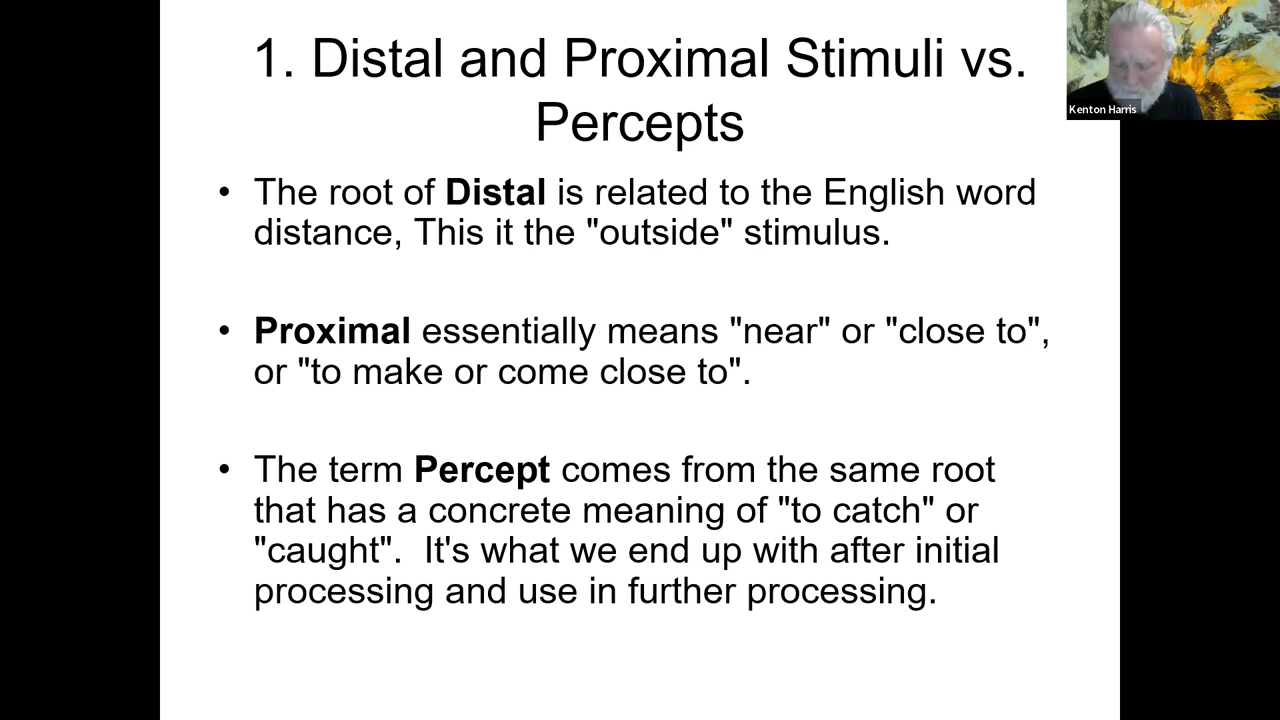 1. Distal and Proximal Stimuli vs.
Percepts
Kenton Harris
• The root of Distal is related to the English word
distance, This it the "outside" stimulus.
• Proximal essentially means "near" or "close to",
or "to make or come close to".
• The term Percept comes from the same root
that has a concrete meaning of "to catch" or
"caught".  It's what we end up with after initial
processing and use in further processing.